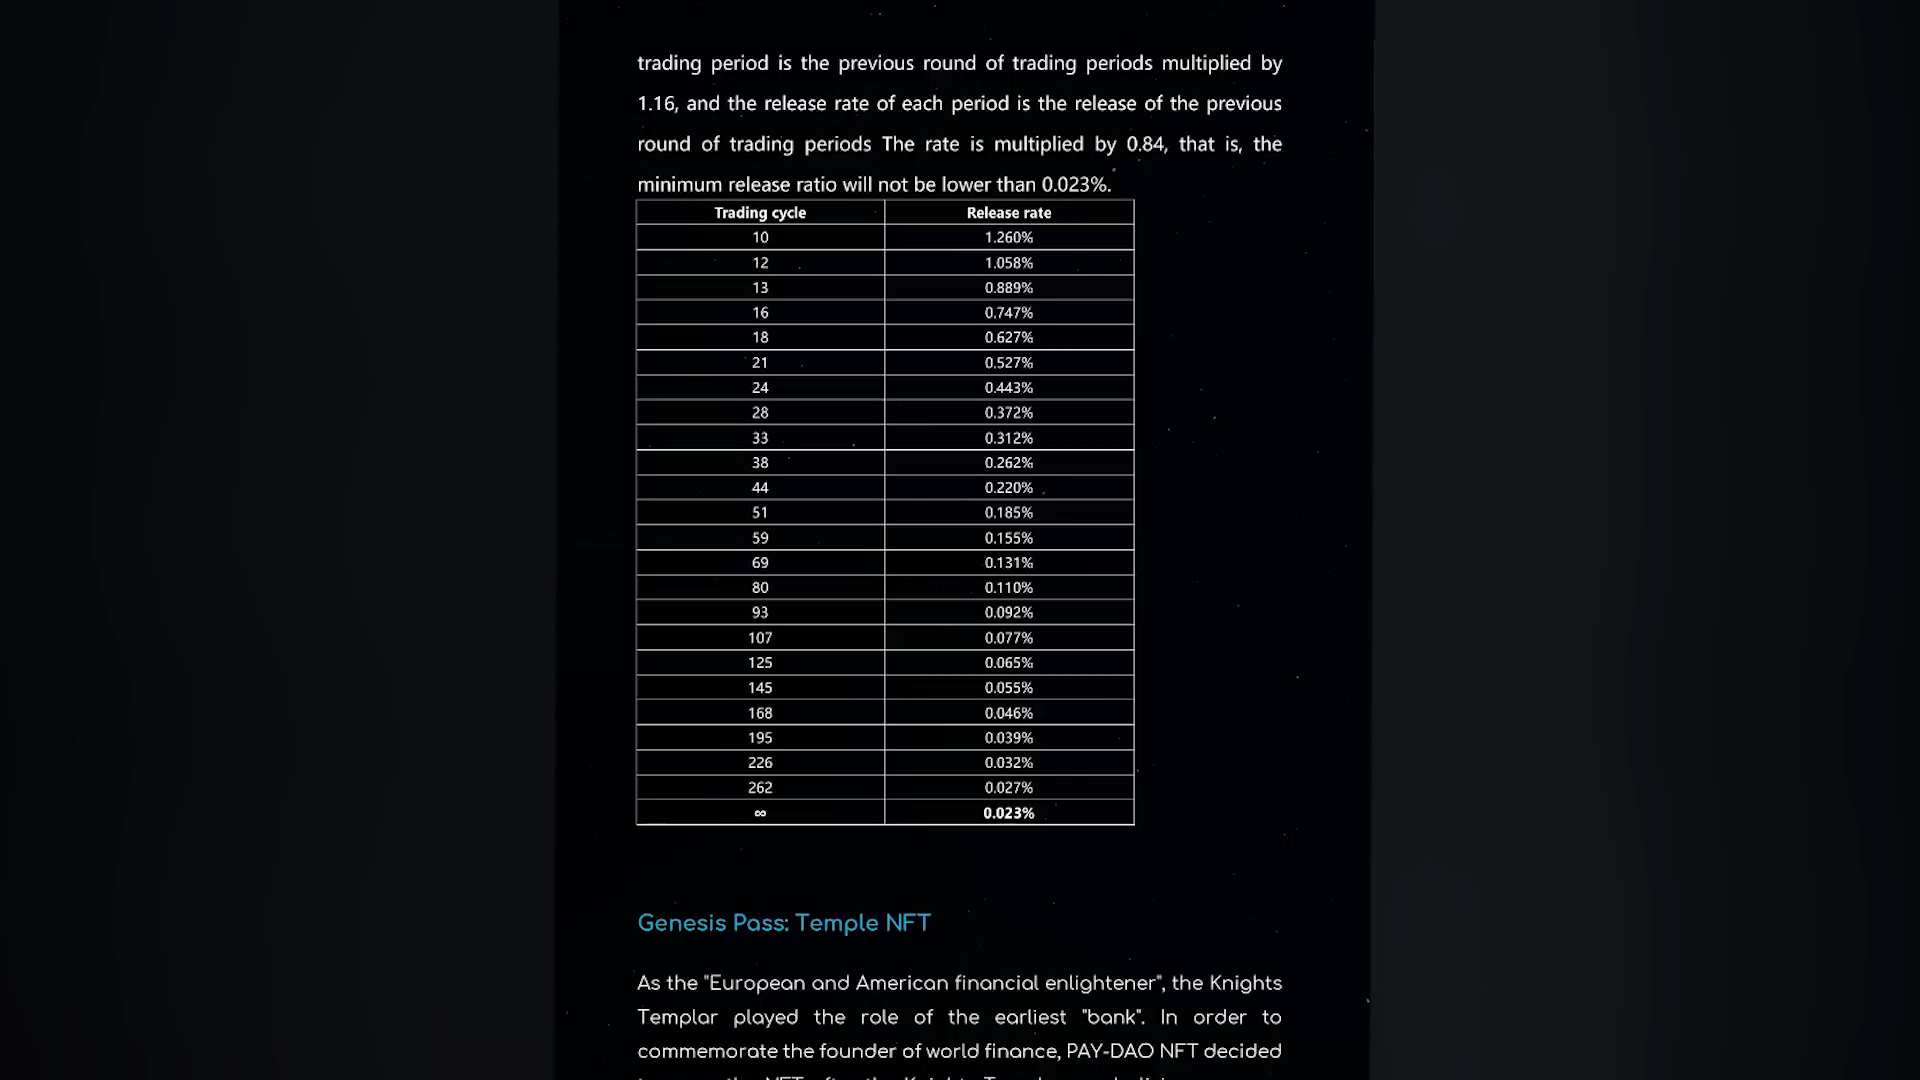 trading period is the previous round of trading periods multiplied by
1.16, and the release rate of each period is the release of the previous
round of trading periods The rate is multiplied by 0.84, that is, the
minimum release ratio will not be lower than 0.023%.
Trading cycle Release rate
10 1.260%
12 1.058%
13 0.889%
16 0.747%
18 0.627%
21 0.527%
24 0.443%
28 0.372%
33 0.312%
38 0.262%
44 0.220%
51 0.185%
59 0.155%
69 0.131%
80 0.110%
93 0.092%
107 0.077%
125 0.065%
145 0.055%
168 0.046%
195 0.039%
226 0.032%
262 0.027%
∞ 0.023%
Genesis Pass: Temple NFT
As the "European and American financial enlightener", the Knights
Templar played the role of the earliest "bank". In order to
commemorate the founder of world finance, PAY-DAO NFT decided